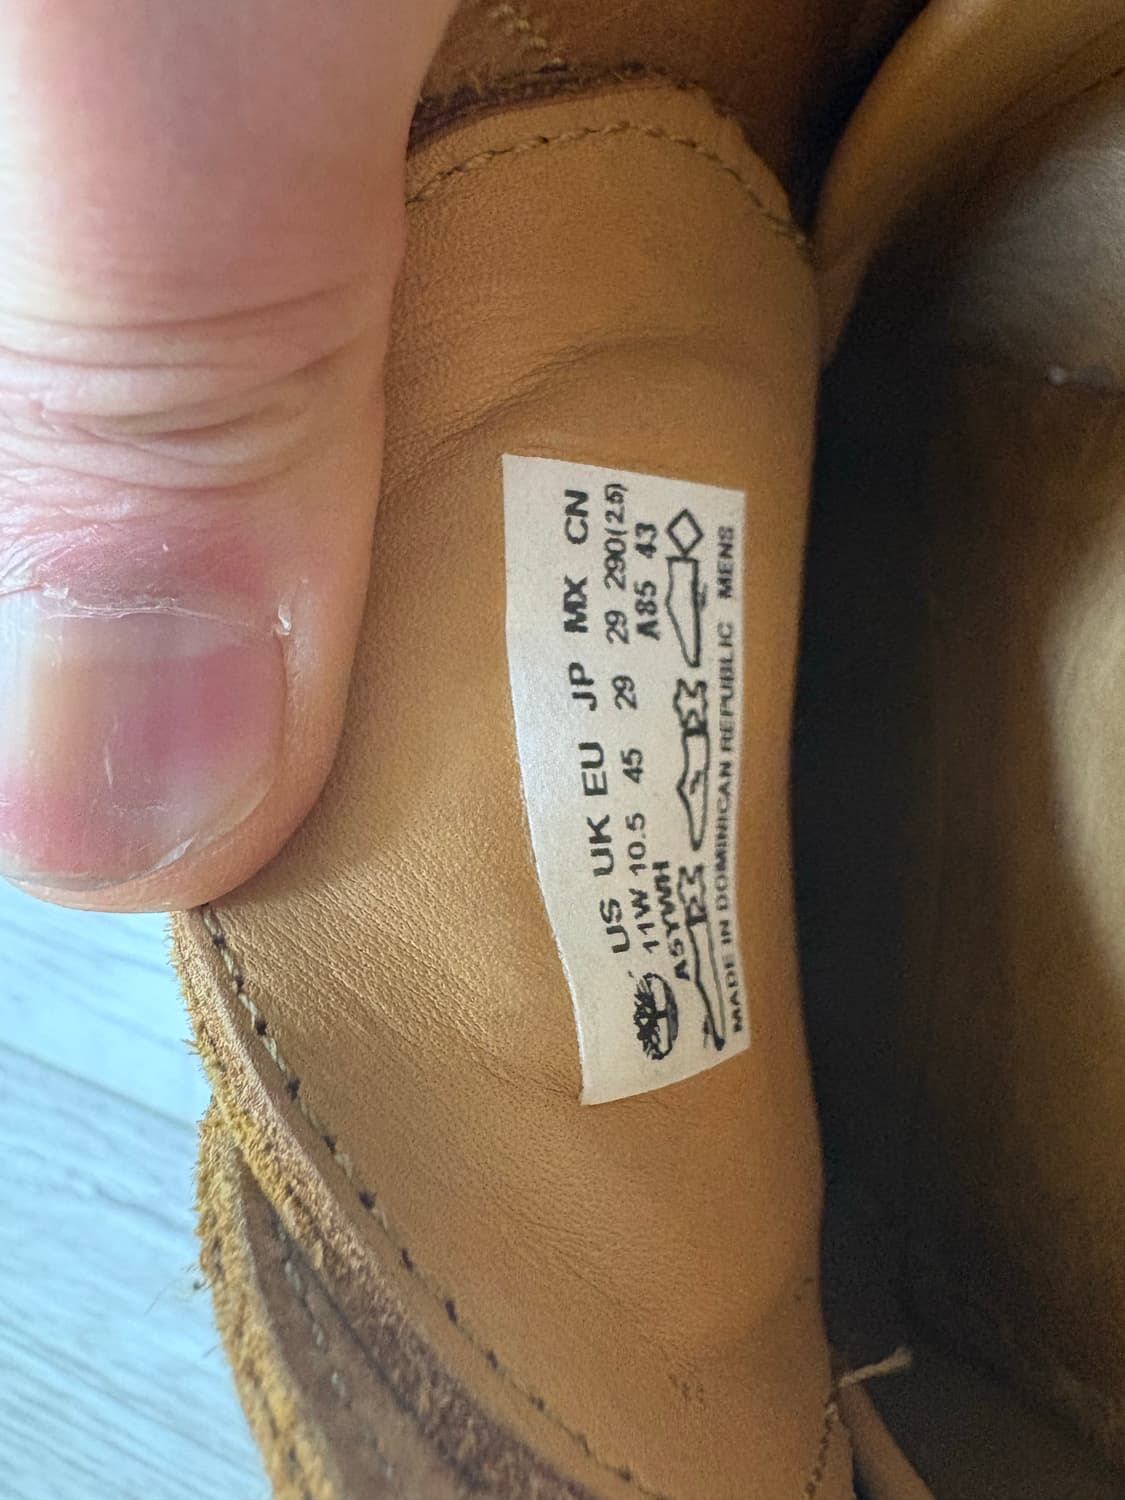 US UK EU JP MX CN
11W 10.5 45 29 29 290(2.5)
A5YWH A85 43
MADE IN DOMINICAN REPUBLIC MENS